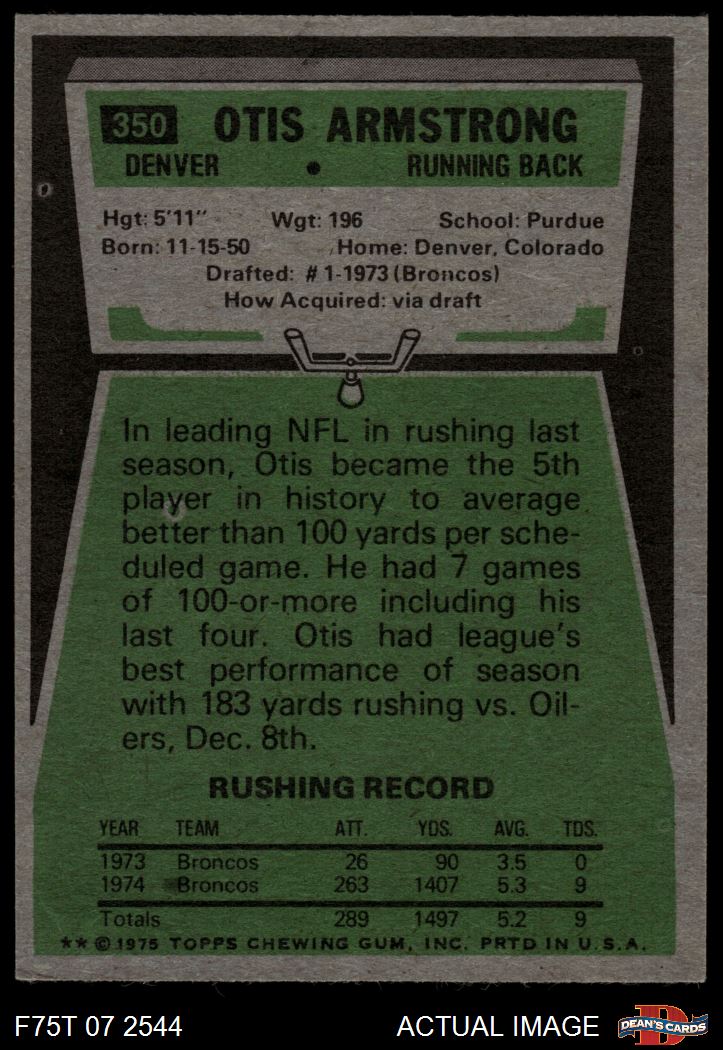 350 OTIS ARMSTRONG
DENVER • RUNNING BACK
Hgt: 5'11" Wgt: 196 School: Purdue
Born: 11-15-50 Home: Denver, Colorado
Drafted: #1-1973 (Broncos)
How Acquired: via draft
In leading NFL in rushing last
season, Otis became the 5th
player in history to average
better than 100 yards per sche-
duled game. He had 7 games
of 100-or-more including his
last four. Otis had league's
best performance of season
with 183 yards rushing vs. Oil-
ers, Dec. 8th.
RUSHING RECORD
YEAR TEAM ATT. YDS. AVG. TDS.
1973 Broncos 26 90 3.5 0
1974 Broncos 263 1407 5.3 9
Totals 289 1497 5.2 9
** © 1975 TOPPS CHEWING GUM, INC. PRTD IN U.S.A.
F75T 07 2544 ACTUAL IMAGE D DEAN'S CARDS